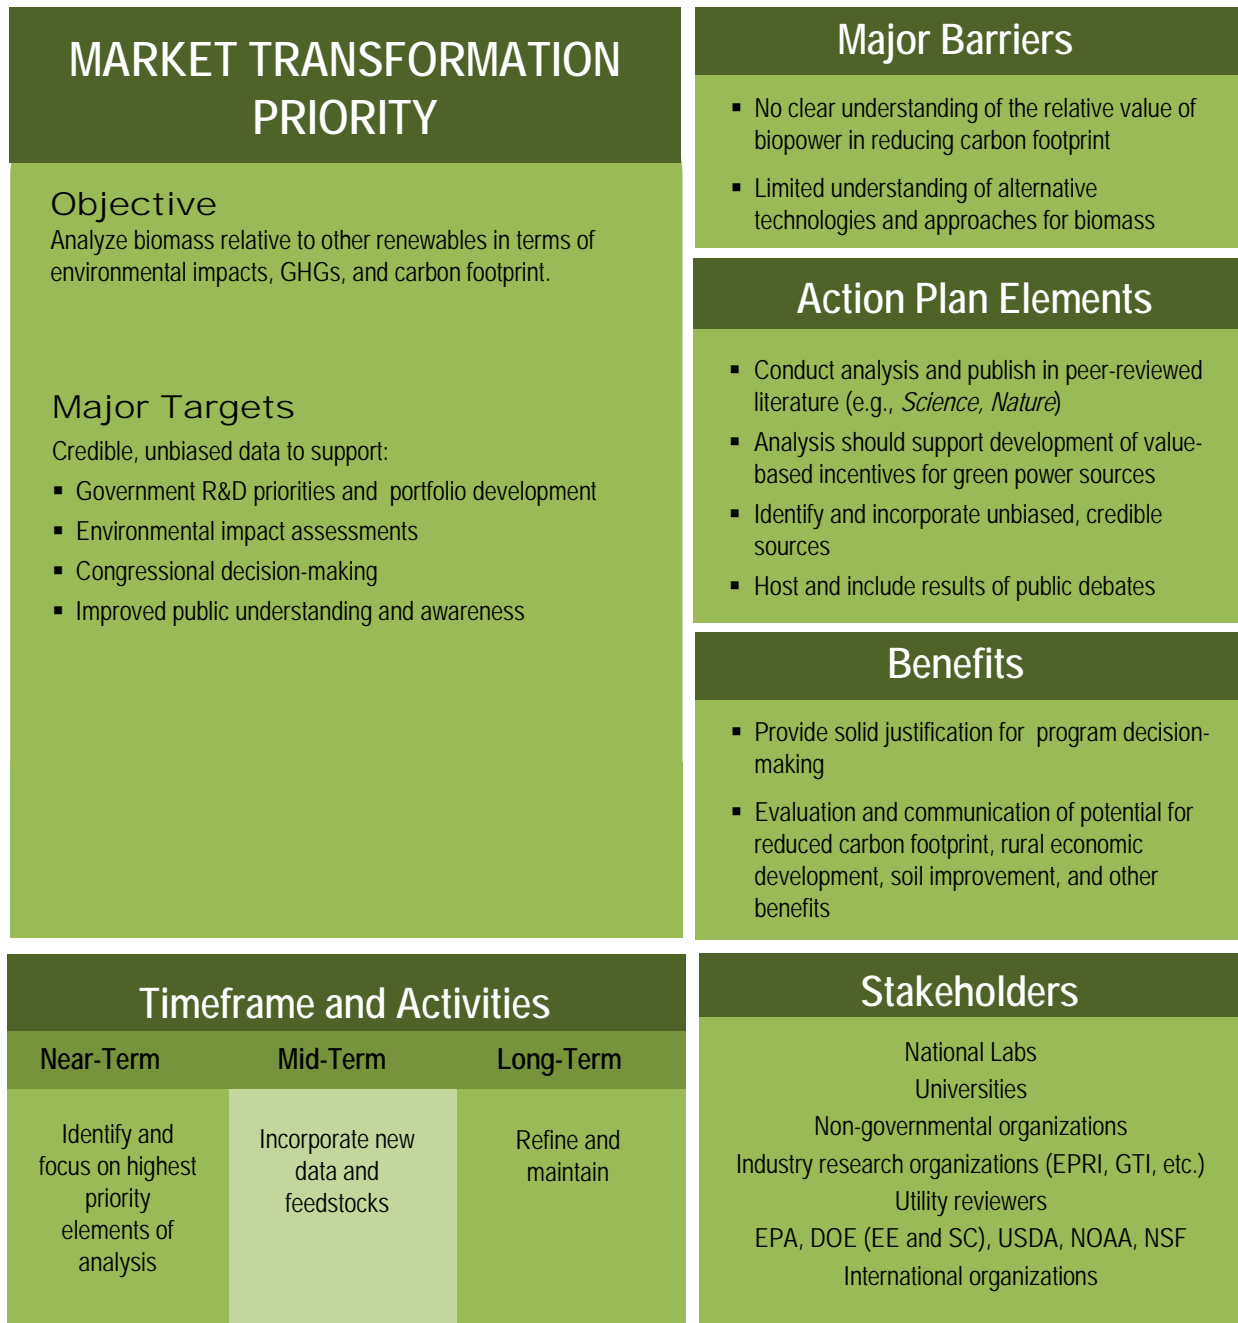 MARKET TRANSFORMATION
PRIORITY
Objective
Analyze biomass relative to other renewables in terms of
environmental impacts, GHGs, and carbon footprint.
Major Targets
Credible, unbiased data to support:
▪ Government R&D priorities and portfolio development
▪ Environmental impact assessments
▪ Congressional decision-making
▪ Improved public understanding and awareness
Major Barriers
▪ No clear understanding of the relative value of
biopower in reducing carbon footprint
▪ Limited understanding of alternative
technologies and approaches for biomass
Action Plan Elements
▪ Conduct analysis and publish in peer-reviewed
literature (e.g., Science, Nature)
▪ Analysis should support development of value-
based incentives for green power sources
▪ Identify and incorporate unbiased, credible
sources
▪ Host and include results of public debates
Benefits
▪ Provide solid justification for program decision-
making
▪ Evaluation and communication of potential for
reduced carbon footprint, rural economic
development, soil improvement, and other
benefits
Timeframe and Activities
Near-Term
Identify and
focus on highest
priority
elements of
analysis
Mid-Term
Incorporate new
data and
feedstocks
Long-Term
Refine and
maintain
Stakeholders
National Labs
Universities
Non-governmental organizations
Industry research organizations (EPRI, GTI, etc.)
Utility reviewers
EPA, DOE (EE and SC), USDA, NOAA, NSF
International organizations